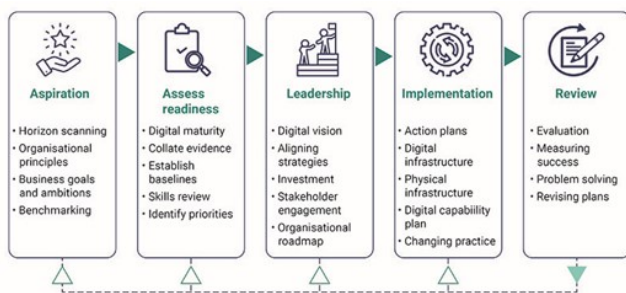 Aspiration
• Horizon scanning
• Organisational
principles
• Business goals
and ambitions
• Benchmarking
Assess
readiness
• Digital maturity
• Collate evidence
• Establish
baselines
• Skills review
• Identify priorities
Leadership
• Digital vision
• Aligning
strategies
• Investment
• Stakeholder
engagement
• Organisational
roadmap
Implementation
• Action plans
• Digital
infrastructure
• Physical
infrastructure
• Digital capability
plan
• Changing practice
Review
• Evaluation
• Measuring
success
• Problem solving
• Revising plans